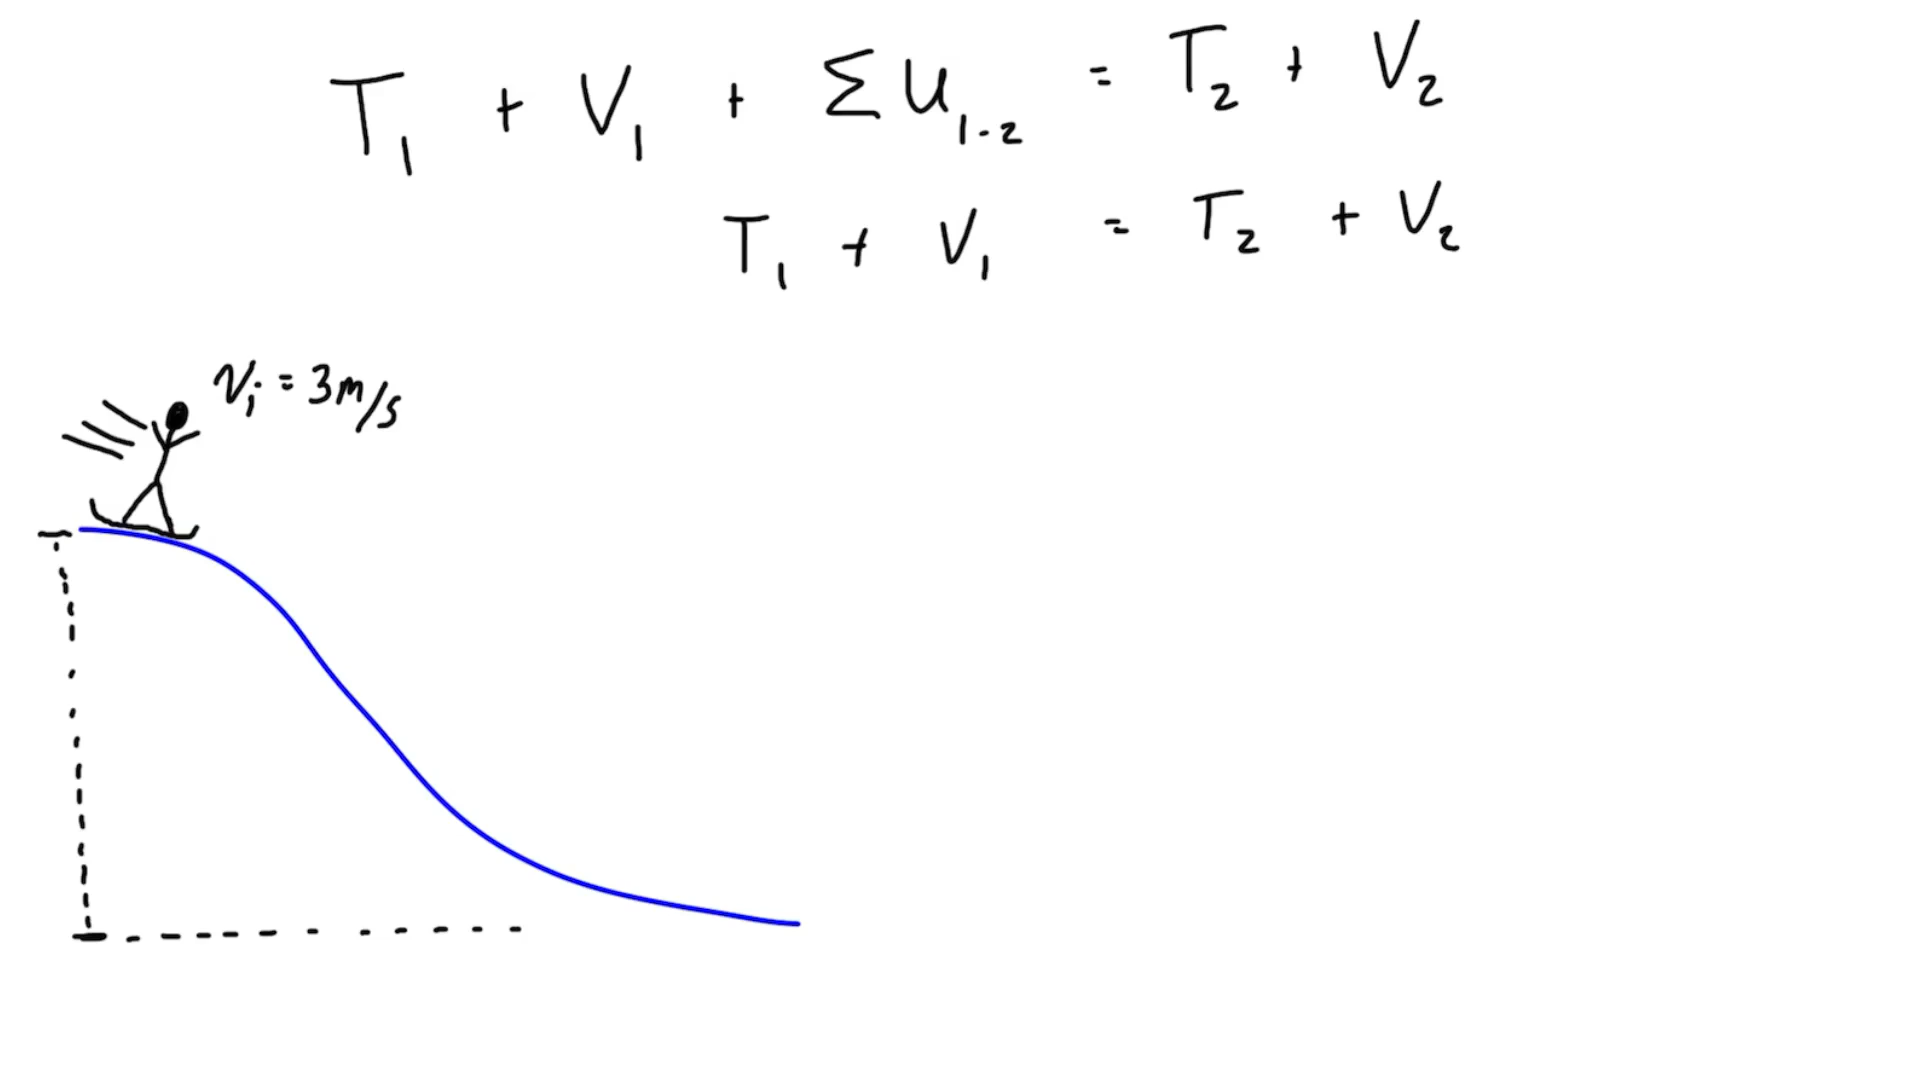 T₁ + V₁ + ΣU₁₋₂ = T₂ + V₂
T₁ + V₁ = T₂ + V₂
Vᵢ = 3m/s